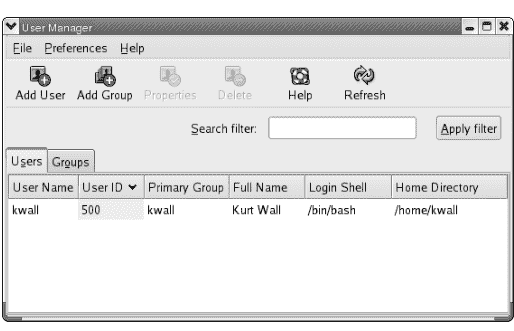 User Manager
File Preferences Help
Add User Add Group Properties Delete Help Refresh
Search filter: Apply filter
Users Groups
User Name User ID Primary Group Full Name Login Shell Home Directory
kwall 500 kwall Kurt Wall /bin/bash /home/kwall